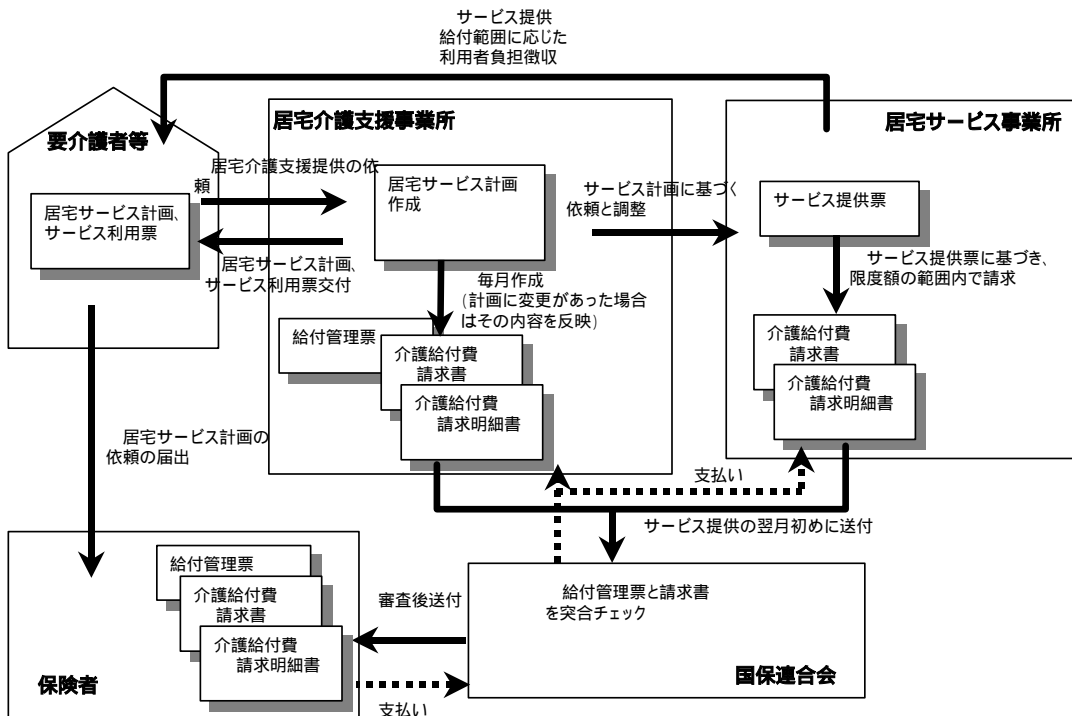 サービス提供
給付範囲に応じた
利用者負担徴収
要介護者等
居宅介護支援事業所
居宅サービス事業所
居宅介護支援提供の依
頼
居宅サービス計画、
サービス利用票
居宅サービス計画、
サービス利用票交付
居宅サービス計画
作成
サービス計画に基づく
依頼と調整
サービス提供票
サービス提供票に基づき、
限度額の範囲内で請求
毎月作成
(計画に変更があった場合
はその内容を反映)
給付管理票
介護給付費
請求書
介護給付費
請求明細書
介護給付費
請求書
介護給付費
請求明細書
居宅サービス計画の
依頼の届出
支払い
サービス提供の翌月初めに送付
給付管理票
介護給付費
請求書
介護給付費
請求明細書
保険者
審査後送付
支払い
給付管理票と請求書
を突合チェック
国保連合会